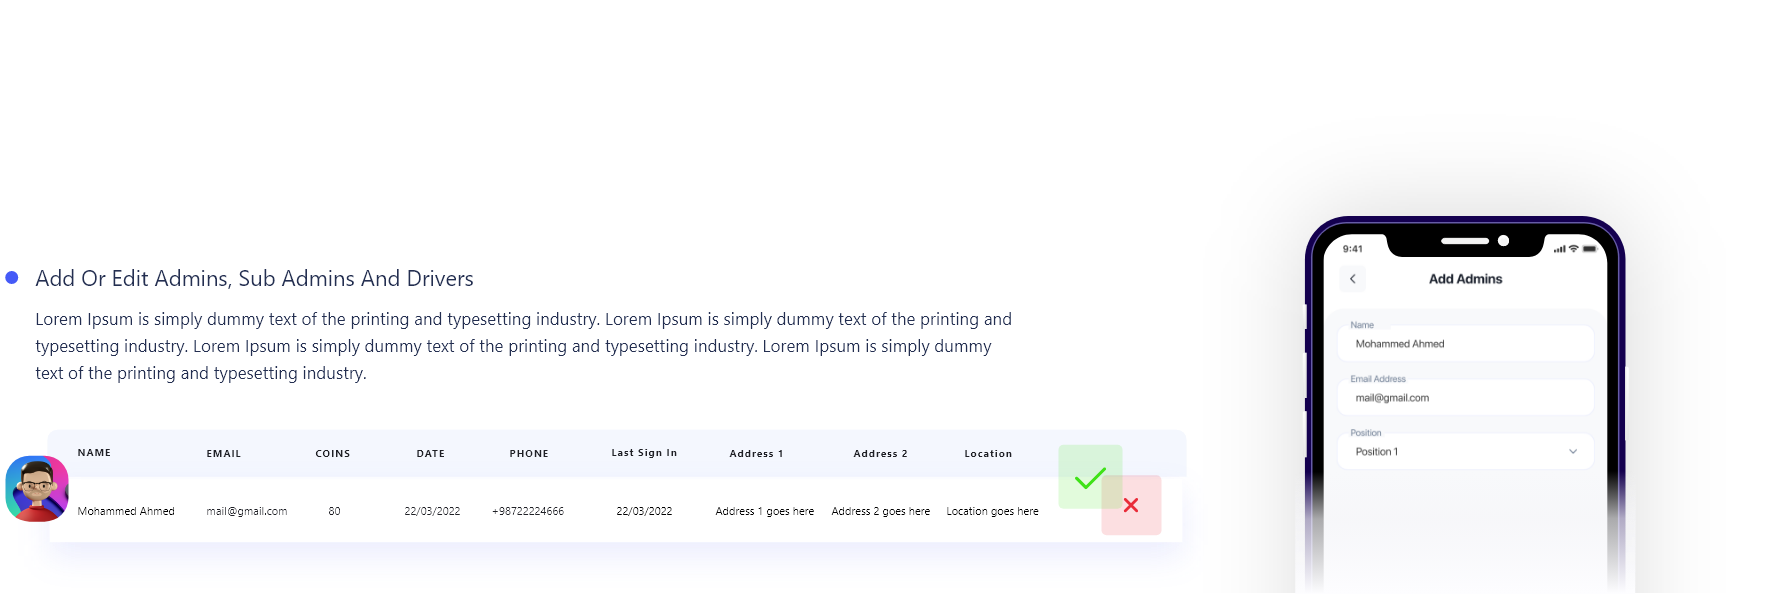 Add Or Edit Admins, Sub Admins And Drivers
Lorem Ipsum is simply dummy text of the printing and typesetting industry. Lorem Ipsum is simply dummy text of the printing and
typesetting industry. Lorem Ipsum is simply dummy text of the printing and typesetting industry. Lorem Ipsum is simply dummy
text of the printing and typesetting industry.
NAME EMAIL COINS DATE PHONE Last Sign In Address 1 Address 2 Location
Mohammed Ahmed mail@gmail.com 80 22/03/2022 +98722224666 22/03/2022 Address 1 goes here Address 2 goes here Location goes here
9:41
Add Admins
Name
Mohammed Ahmed
Email Address
mail@gmail.com
Position
Position 1